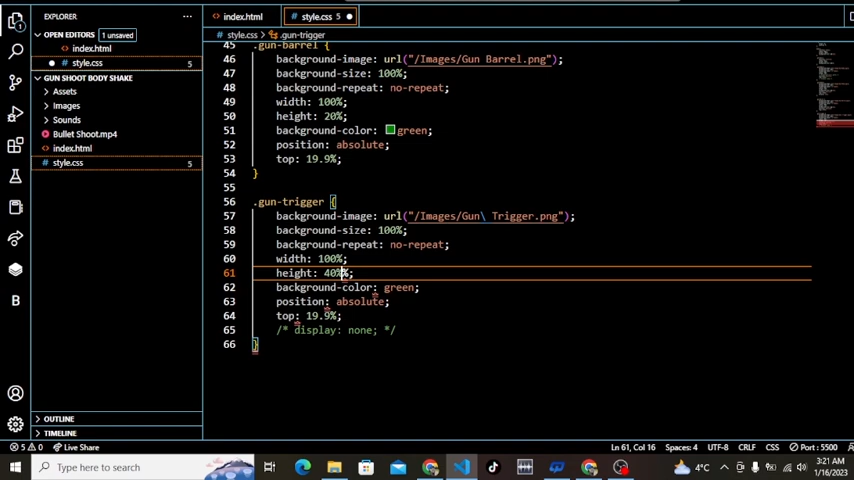 EXPLORER
OPEN EDITORS 1 unsaved
index.html
# style.css 5
GUN SHOOT BODY SHAKE
Assets
Images
Sounds
Bullet Shoot.mp4
index.html
# style.css 5
OUTLINE
TIMELINE
index.html
# style.css 5
# style.css > .gun-trigger
45 .gun-barrel {
46 background-image: url("/Images/Gun Barrel.png");
47 background-size: 100%;
48 background-repeat: no-repeat;
49 width: 100%;
50 height: 20%;
51 background-color: green;
52 position: absolute;
53 top: 19.9%;
54 }
55
56 .gun-trigger {
57 background-image: url("/Images/Gun\ Trigger.png");
58 background-size: 100%;
59 background-repeat: no-repeat;
60 width: 100%;
61 height: 40%%;
62 background-color: green;
63 position: absolute;
64 top: 19.9%;
65 /* display: none; */
66 }
5 0 Live Share
Ln 61, Col 16 Spaces: 4 UTF-8 CRLF CSS Port : 5500
Type here to search
4°C
3:21 AM
1/16/2023